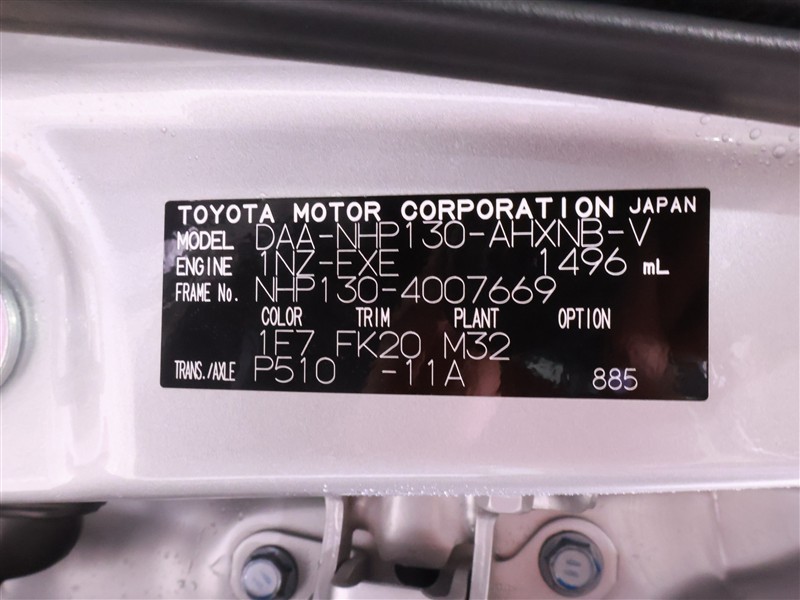 TOYOTA MOTOR CORPORATION JAPAN
MODEL DAA-NHP130-AHXNB-V
ENGINE 1NZ-EXE 1496 mL
FRAME No. NHP130-4007669
COLOR TRIM PLANT OPTION
1E7 FK20 M32
TRANS./AXLE P510 -11A 885